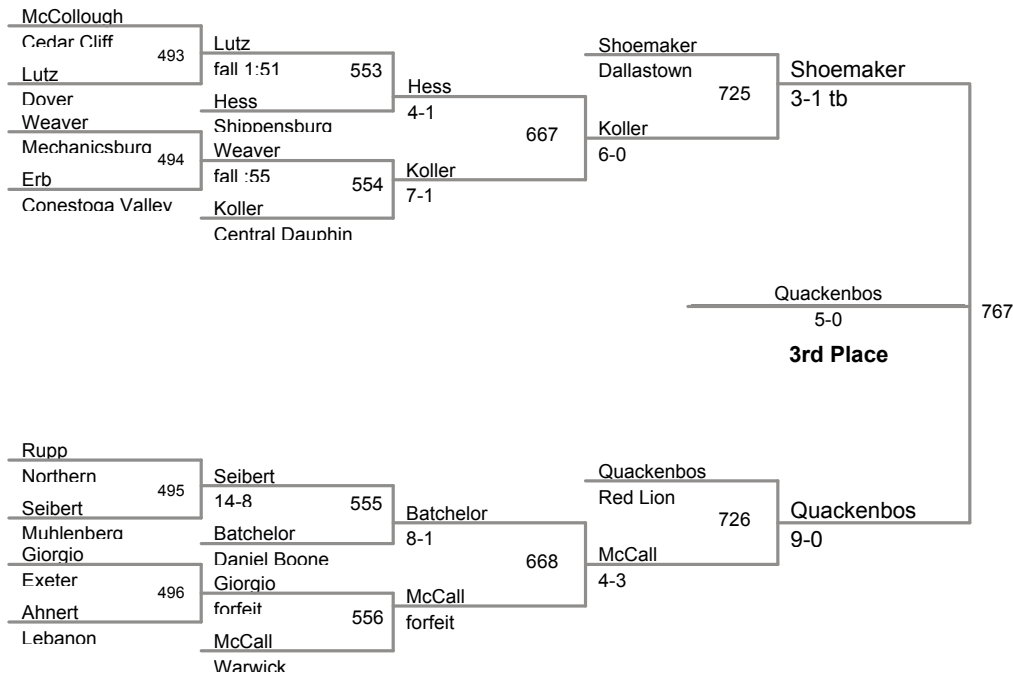 McCollough
Cedar Cliff
493
Lutz
Dover
Weaver
Mechanicsburg
494
Erb
Conestoga Valley
Lutz
fall 1:51
553
Hess
Shippensburg
Weaver
fall :55
554
Koller
Central Dauphin
Hess
4-1
667
Koller
7-1
Shoemaker
Dallastown
725
Koller
6-0
Shoemaker
3-1 tb
Quackenbos
5-0
3rd Place
767
Rupp
Northern
495
Seibert
Muhlenberg
Giorgio
Exeter
496
Ahnert
Lebanon
Seibert
14-8
555
Batchelor
Daniel Boone
Giorgio
forfeit
556
McCall
Warwick
Batchelor
8-1
668
McCall
forfeit
Quackenbos
Red Lion
726
McCall
4-3
Quackenbos
9-0